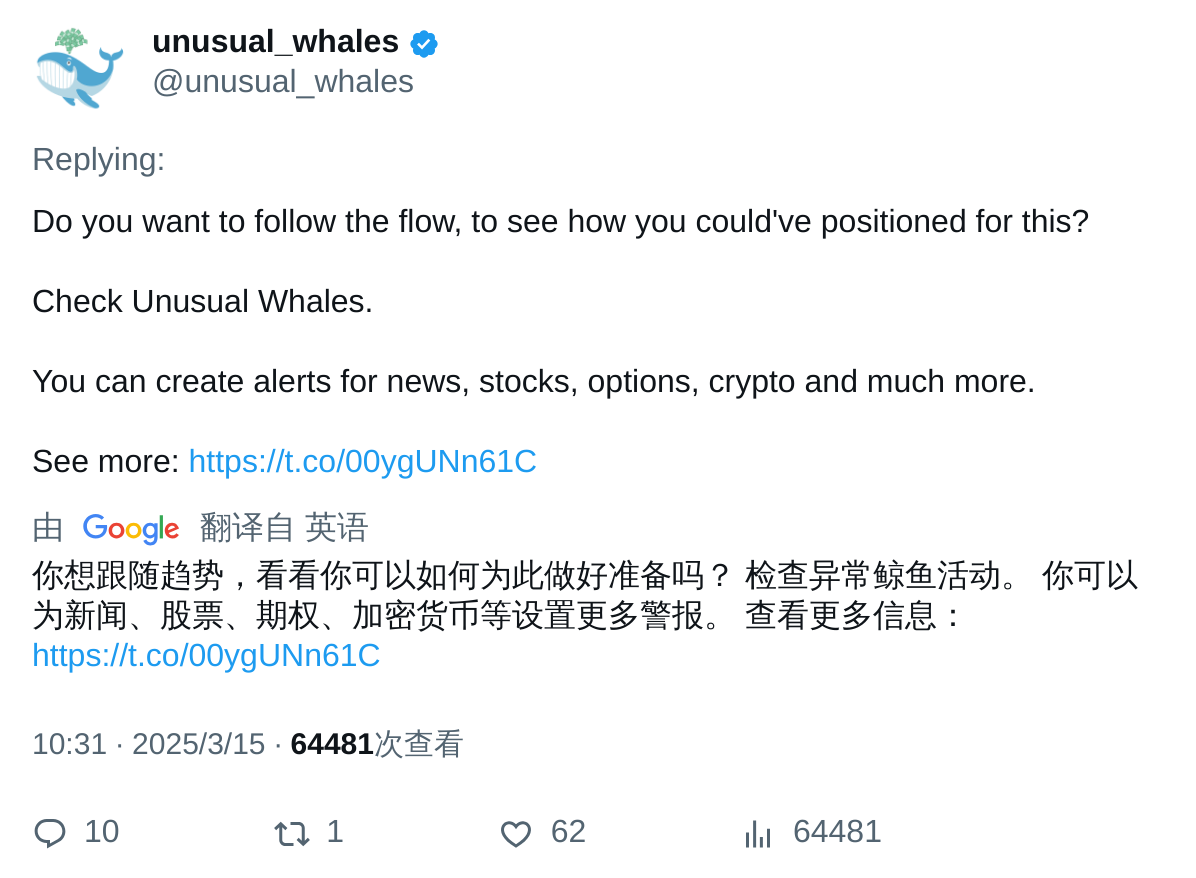 unusual_whales
@unusual_whales
Replying:
Do you want to follow the flow, to see how you could've positioned for this?
Check Unusual Whales.
You can create alerts for news, stocks, options, crypto and much more.
See more: https://t.co/00ygUNn61C
由 Google 翻译自 英语
你想跟随趋势，看看你可以如何为此做好准备吗？ 检查异常鲸鱼活动。 你可以
为新闻、股票、期权、加密货币等设置更多警报。 查看更多信息：
https://t.co/00ygUNn61C
10:31 · 2025/3/15 · 64481次查看
10 1 62 64481